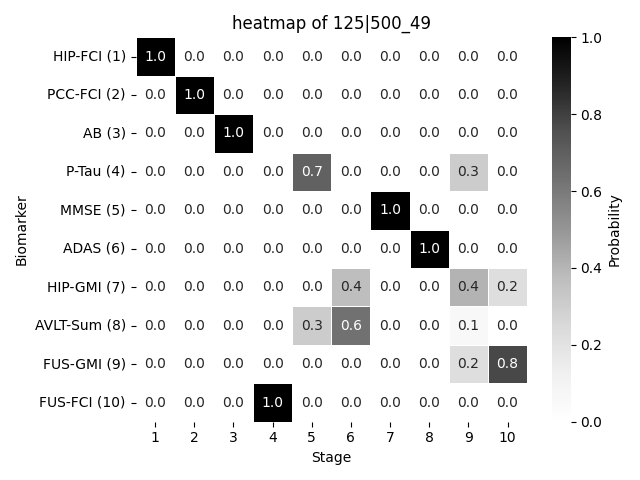 heatmap of 125|500_49
HIP-FCI (1) 1.0 0.0 0.0 0.0 0.0 0.0 0.0 0.0 0.0 0.0
PCC-FCI (2) 0.0 1.0 0.0 0.0 0.0 0.0 0.0 0.0 0.0 0.0
AB (3) 0.0 0.0 1.0 0.0 0.0 0.0 0.0 0.0 0.0 0.0
P-Tau (4) 0.0 0.0 0.0 0.0 0.7 0.0 0.0 0.0 0.3 0.0
MMSE (5) 0.0 0.0 0.0 0.0 0.0 0.0 1.0 0.0 0.0 0.0
ADAS (6) 0.0 0.0 0.0 0.0 0.0 0.0 0.0 1.0 0.0 0.0
HIP-GMI (7) 0.0 0.0 0.0 0.0 0.0 0.4 0.0 0.0 0.4 0.2
AVLT-Sum (8) 0.0 0.0 0.0 0.0 0.3 0.6 0.0 0.0 0.1 0.0
FUS-GMI (9) 0.0 0.0 0.0 0.0 0.0 0.0 0.0 0.0 0.2 0.8
FUS-FCI (10) 0.0 0.0 0.0 1.0 0.0 0.0 0.0 0.0 0.0 0.0
1 2 3 4 5 6 7 8 9 10
Stage
Biomarker
1.0
0.8
0.6
0.4
0.2
0.0
Probability